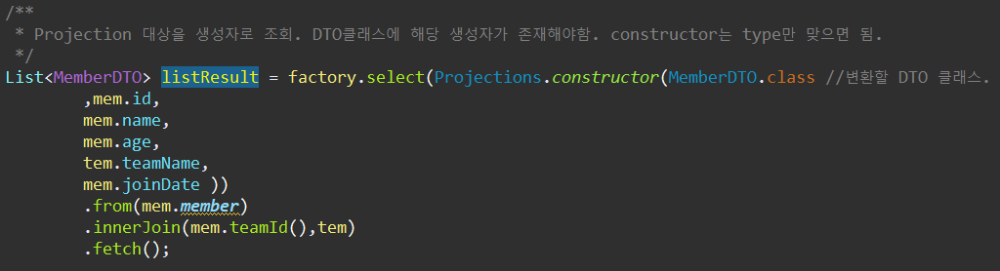 /**
 * Projection 대상을 생성자로 조회. DTO클래스에 해당 생성자가 존재해야함. constructor는 type만 맞으면 됨.
 */
List<MemberDTO> listResult = factory.select(Projections.constructor(MemberDTO.class //변환할 DTO 클래스.
        ,mem.id,
        mem.name,
        mem.age,
        tem.teamName,
        mem.joinDate ))
        .from(mem.member)
        .innerJoin(mem.teamId(),tem)
        .fetch();